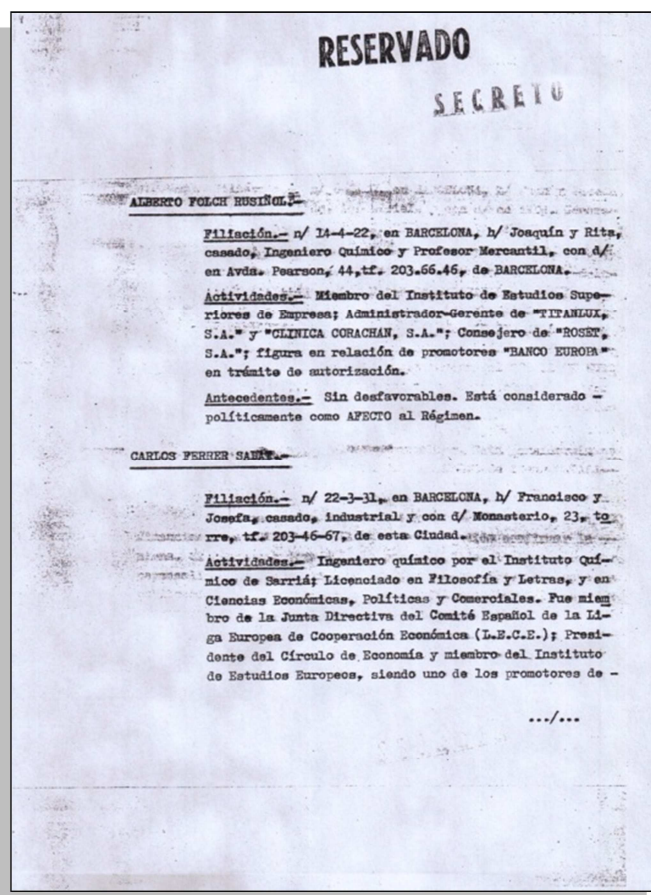 RESERVADO
SECRETO
ALBERTO FOLCH RUSIÑOL.-
Filiación.- n/ 14-4-22, en BARCELONA, h/ Joaquín y Rita,
casado, Ingeniero Químico y Profesor Mercantil, con d/
en Avda. Pearson, 44,tf. 203.66.46, de BARCELONA.
Actividades.- Miembro del Instituto de Estudios Supe-
riores de Empresa; Administrador-Gerente de "TITANLUX,
S.A." y "CLINICA CORACHAN, S.A."; Consejero de "ROSET,
S.A."; figura en relación de promotores "BANCO EUROPA"
en trámite de autorización.
Antecedentes.- Sin desfavorables. Está considerado -
políticamente como AFECTO al Régimen.
CARLOS FERRER
Filiación.- n/ 22-3-31, en BARCELONA, h/ Francisco y
Josefa, casado, industrial y con d/ Monasterio, 23, to
rre, tf. 203-46-67, de esta Ciudad.
Actividades.- Ingeniero químico por el Instituto Quí-
mico de Sarriá; Licenciado en Filosofía y Letras, y en
Ciencias Económicas, Políticas y Comerciales. Fue miem
bro de la Junta Directiva del Comité Español de la Li-
ga Europea de Cooperación Económica (L.E.C.E.); Presi-
dente del Círculo de Economía y miembro del Instituto
de Estudios Europeos, siendo uno de los promotores de -
.../...